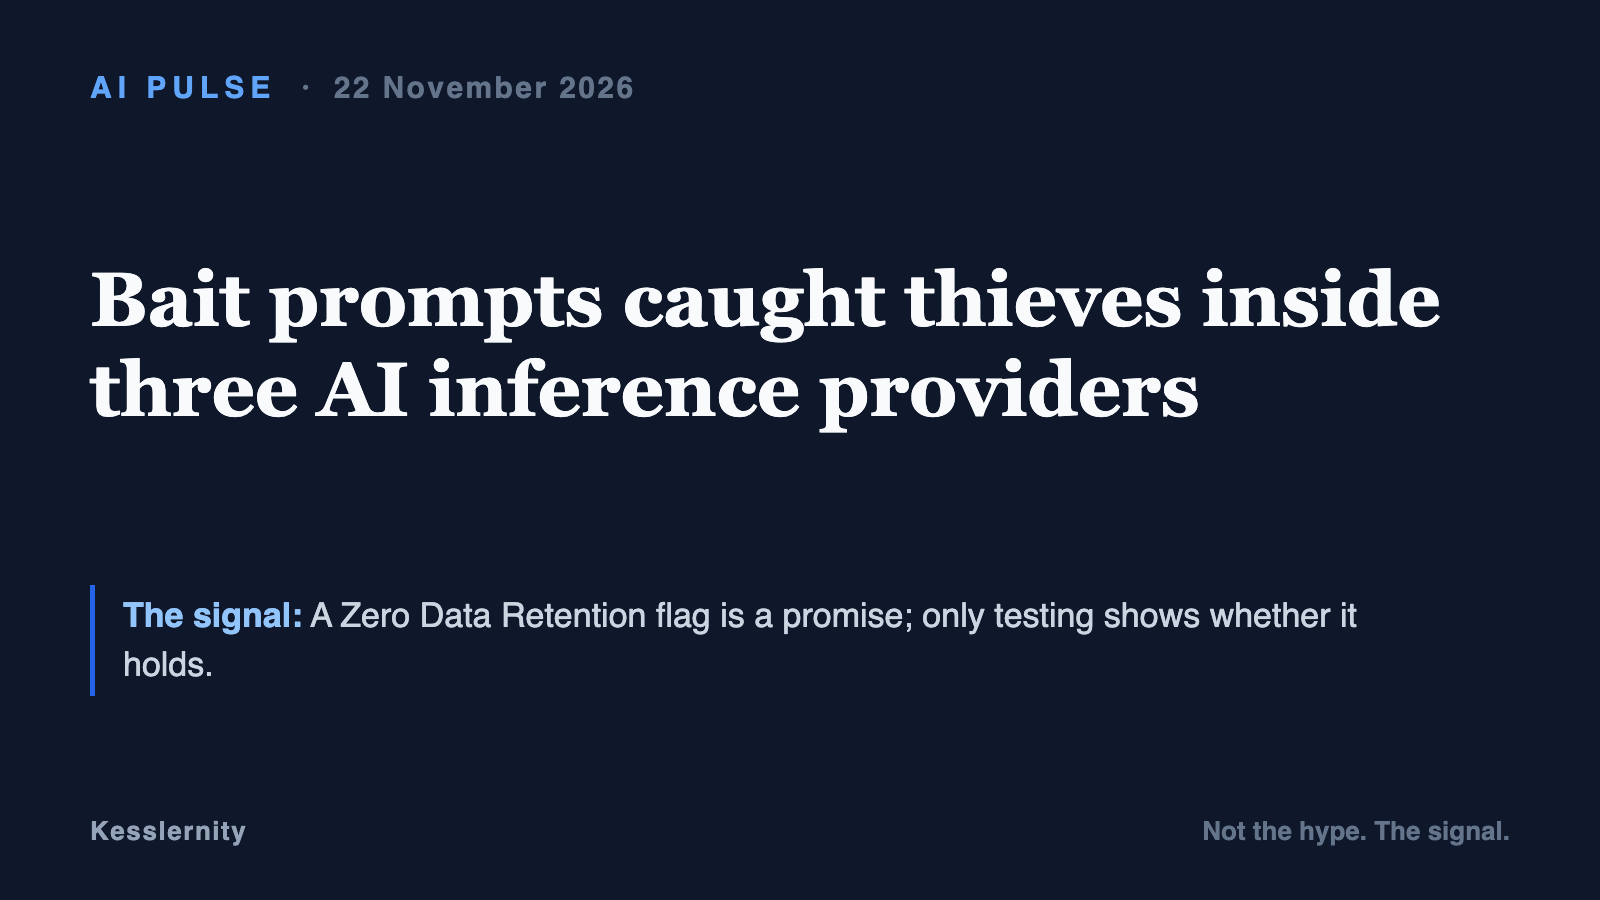 AI PULSE · 22 November 2026
Bait prompts caught thieves inside
three AI inference providers
The signal: A Zero Data Retention flag is a promise; only testing shows whether it
holds.
Kesslernity
Not the hype. The signal.